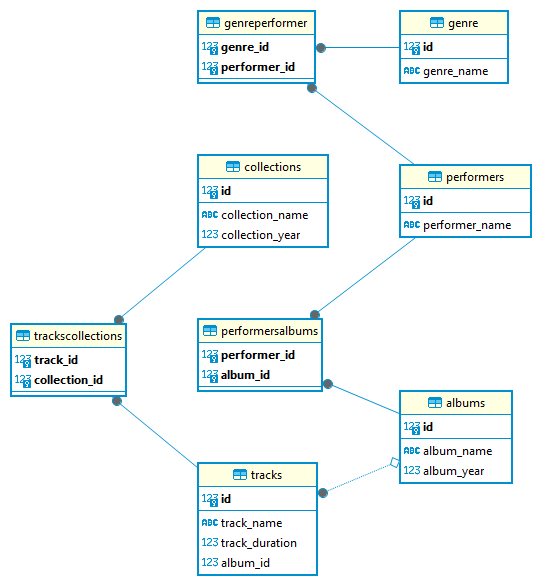 genreperformer
123 genre_id
123 performer_id
genre
123 id
ABC genre_name
collections
123 id
ABC collection_name
123 collection_year
performers
123 id
ABC performer_name
trackscollections
123 track_id
123 collection_id
performersalbums
123 performer_id
123 album_id
albums
123 id
ABC album_name
123 album_year
tracks
123 id
ABC track_name
123 track_duration
123 album_id